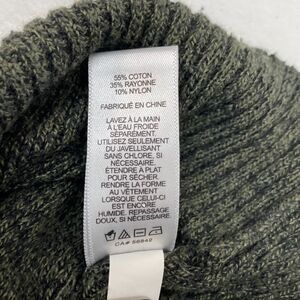 55% COTON
35% RAYONNE
10% NYLON
FABRIQUÉ EN CHINE
LAVEZ À LA MAIN
À L'EAU FROIDE
SÉPARÉMENT.
UTILISEZ SEULEMENT
DU JAVELLISANT
SANS CHLORE, SI
NÉCESSAIRE.
ÉTENDRE À PLAT
POUR SÉCHER.
RENDRE LA FORME
AU VÊTEMENT
LORSQUE CELUI-CI
EST ENCORE
HUMIDE. REPASSAGE
DOUX, SI NÉCESSAIRE.
CA# 56842